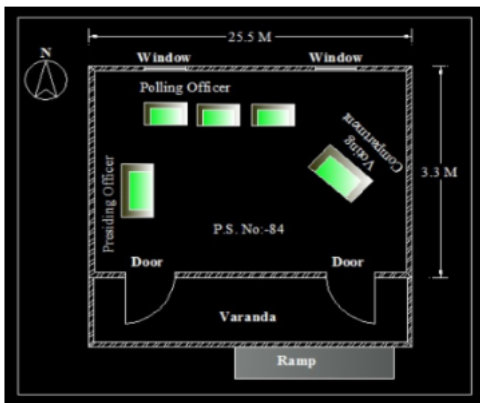 25.5 M
N
Window
Window
Polling Officer
Voting
Compartment
3.3 M
Presiding Officer
P.S. No:-84
Door
Door
Varanda
Ramp